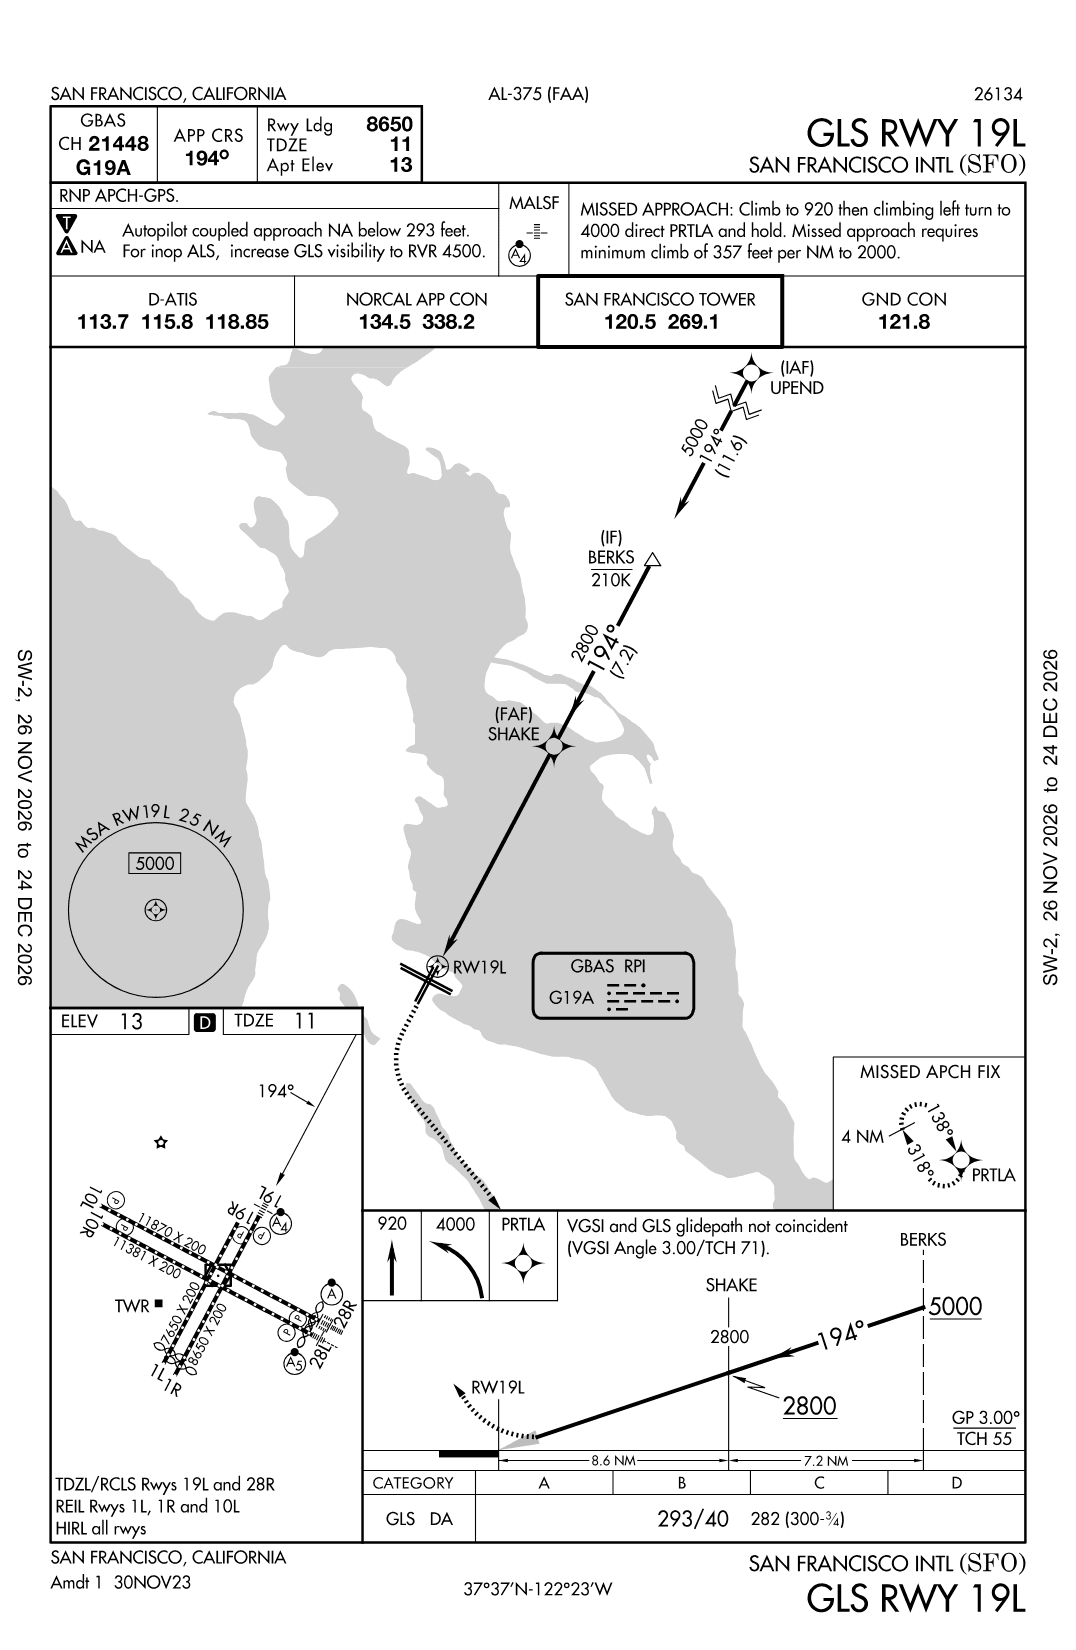 SAN FRANCISCO, CALIFORNIA
AL-375 (FAA)
26134
GBAS
CH 21448
G19A
APP CRS
194°
Rwy Ldg 8650
TDZE 11
Apt Elev 13
GLS RWY 19L
SAN FRANCISCO INTL (SFO)
RNP APCH-GPS.
T
A NA
Autopilot coupled approach NA below 293 feet.
For inop ALS, increase GLS visibility to RVR 4500.
MALSF
A4
MISSED APPROACH: Climb to 920 then climbing left turn to
4000 direct PRTLA and hold. Missed approach requires
minimum climb of 357 feet per NM to 2000.
D-ATIS
113.7 115.8 118.85
NORCAL APP CON
134.5 338.2
SAN FRANCISCO TOWER
120.5 269.1
GND CON
121.8
(IAF)
UPEND
5000
194°
(11.6)
(IF)
BERKS
210K
2800
194°
(7.2)
(FAF)
SHAKE
MSA RW19L 25 NM
5000
RW19L
GBAS RPI
G19A
SW-2, 26 NOV 2026 to 24 DEC 2026
SW-2, 26 NOV 2026 to 24 DEC 2026
ELEV 13
D
TDZE 11
194°
19L
19R
A4
P
P
10L
10R
P
P
11870 X 200
11381 X 200
7650 X 200
8650 X 200
TWR
1L
1R
A
28R
P
P
28L
A5
TDZL/RCLS Rwys 19L and 28R
REIL Rwys 1L, 1R and 10L
HIRL all rwys
MISSED APCH FIX
4 NM
138°
318°
PRTLA
920
4000
PRTLA
VGSI and GLS glidepath not coincident
(VGSI Angle 3.00/TCH 71).
BERKS
SHAKE
5000
2800
194°
RW19L
2800
GP 3.00°
TCH 55
8.6 NM
7.2 NM
CATEGORY
A
B
C
D
GLS DA
293/40 282 (300-¾)
SAN FRANCISCO, CALIFORNIA
Amdt 1 30NOV23
37°37'N-122°23'W
SAN FRANCISCO INTL (SFO)
GLS RWY 19L